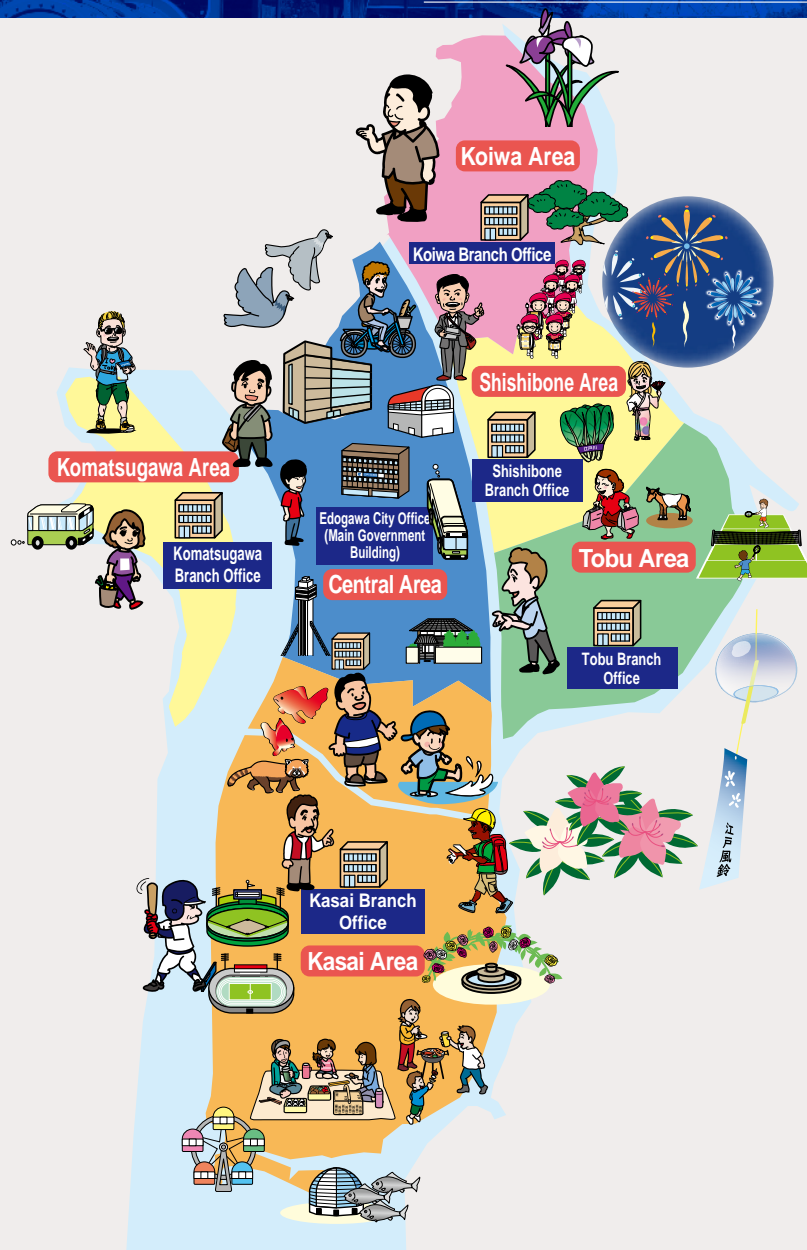 Koiwa Area
Koiwa Branch Office
Shishibone Area
Shishibone
Branch Office
Komatsugawa Area
Komatsugawa
Branch Office
Edogawa City Office
(Main Government
Building)
Central Area
Tobu Area
Tobu Branch
Office
江戸風鈴
Kasai Branch
Office
Kasai Area